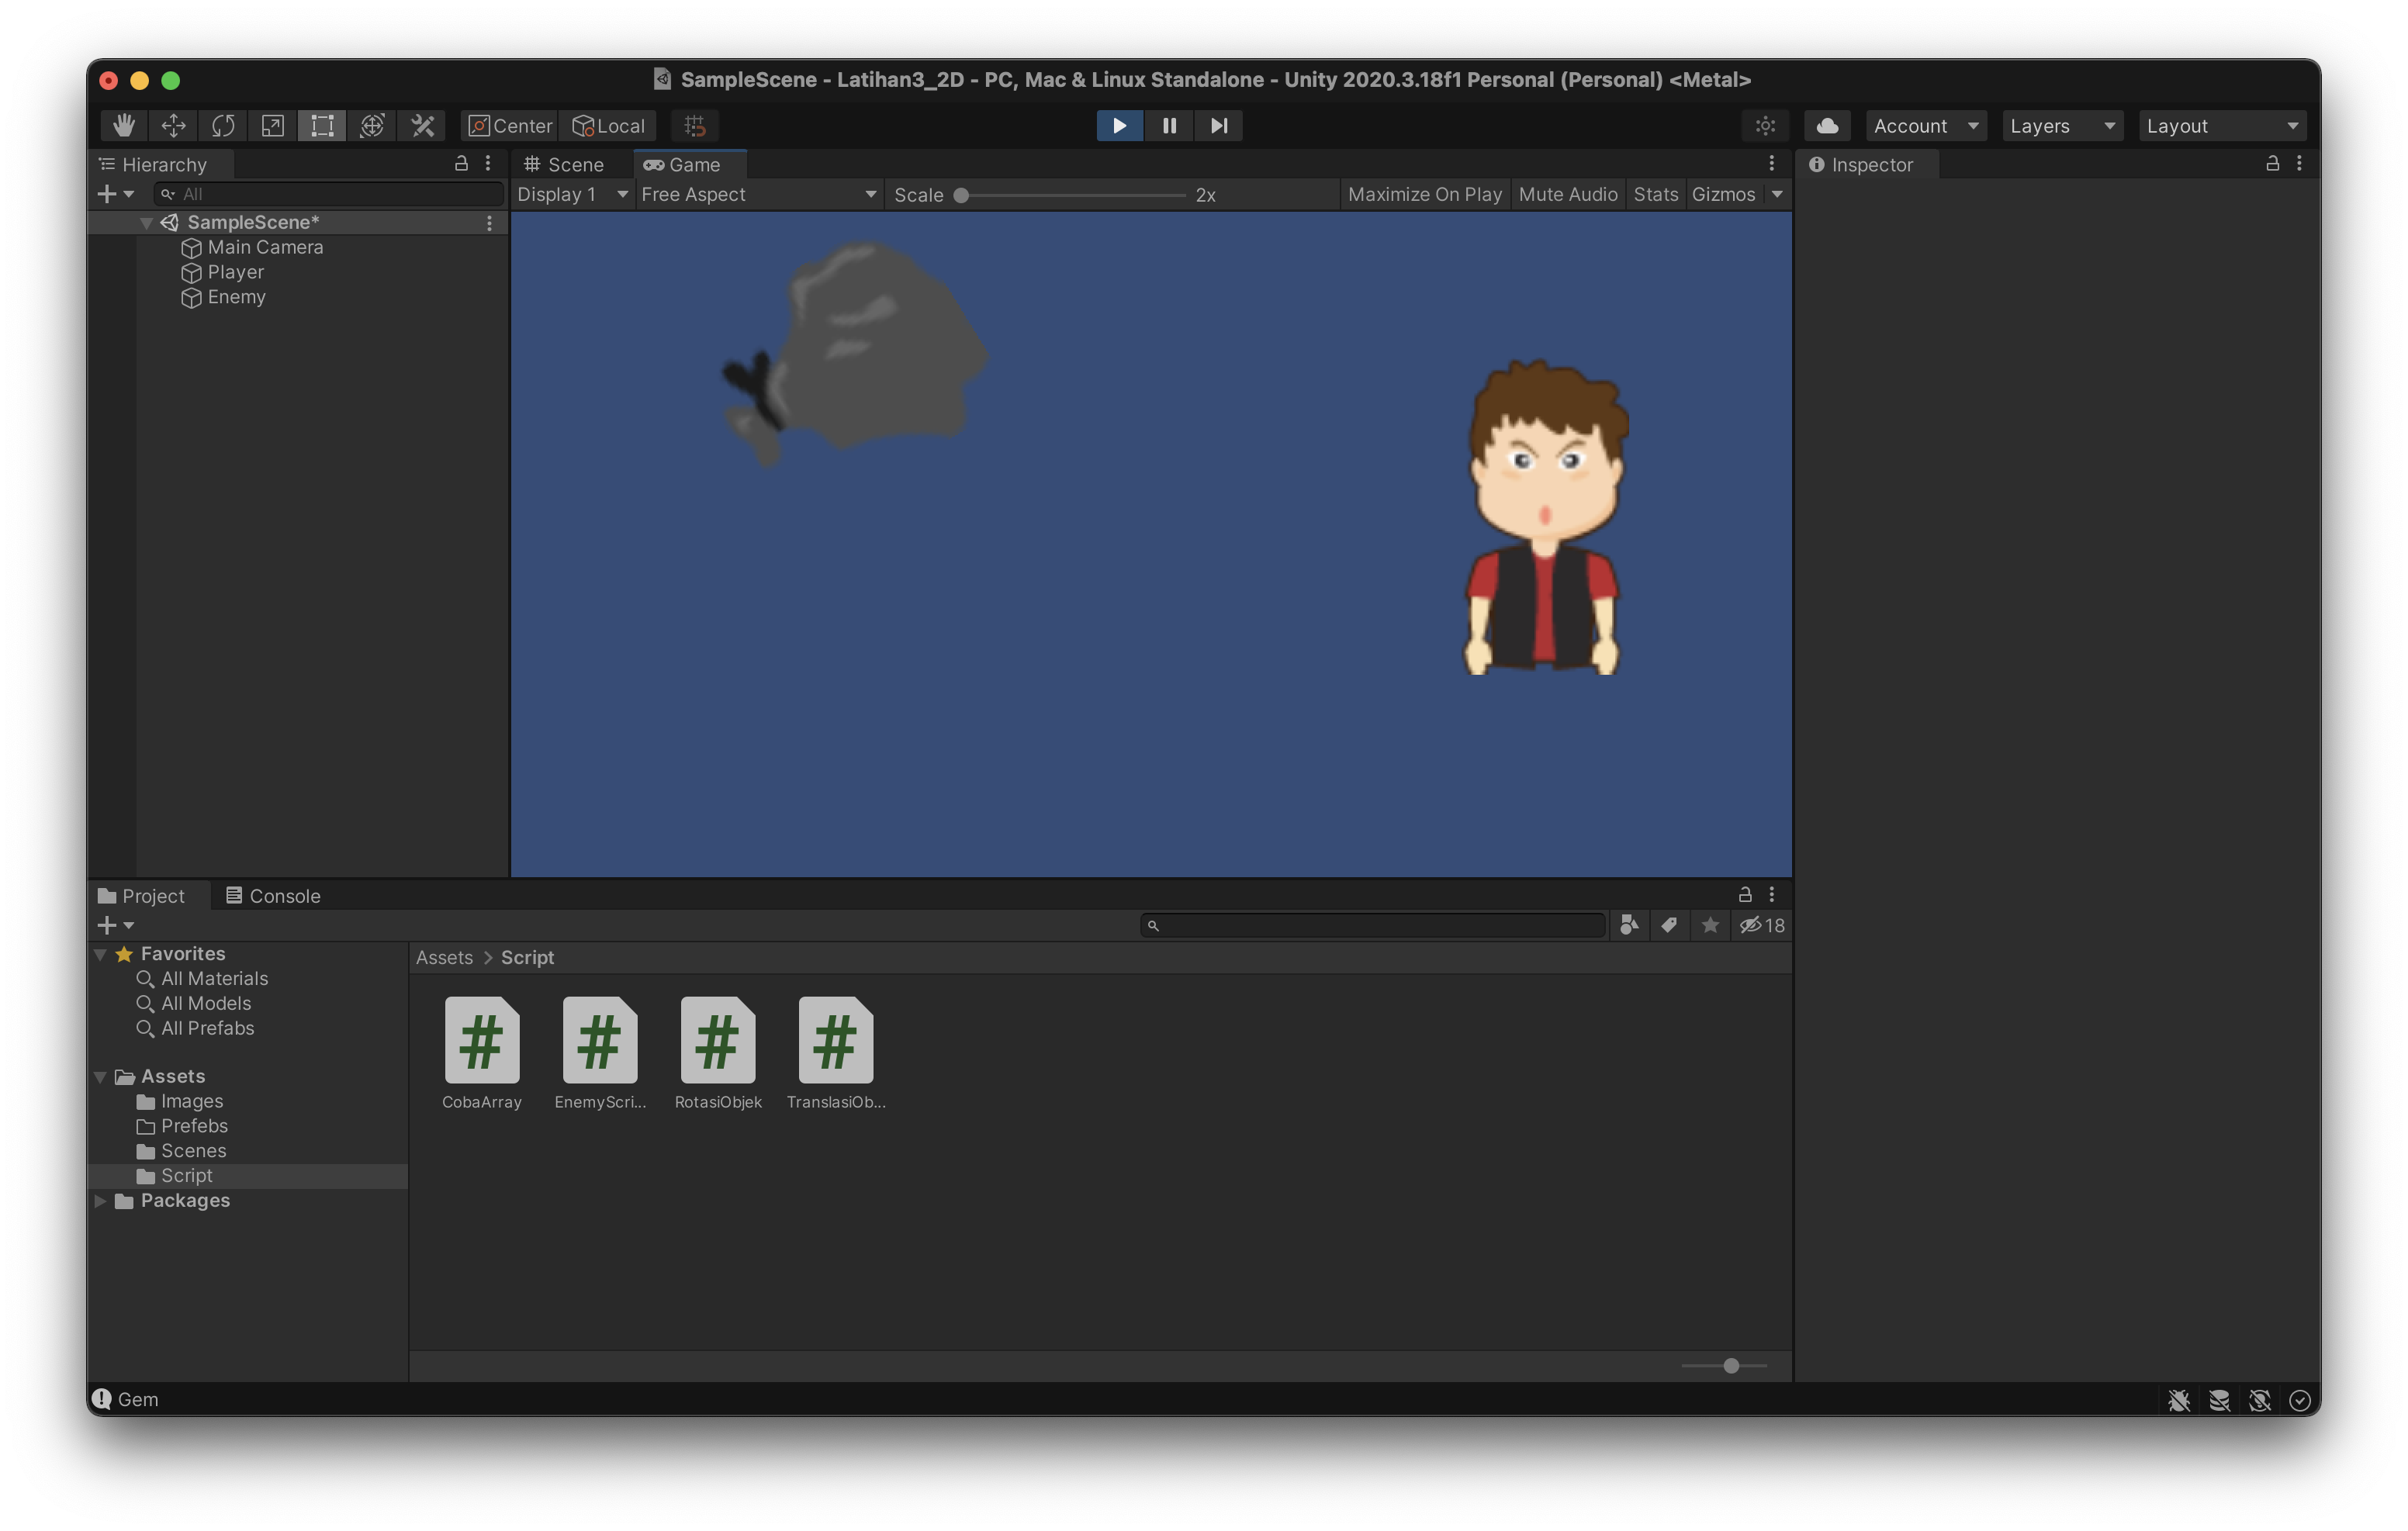 SampleScene - Latihan3_2D - PC, Mac & Linux Standalone - Unity 2020.3.18f1 Personal (Personal) <Metal>
Center Local Account Layers Layout
Hierarchy
All
SampleScene*
Main Camera
Player
Enemy
Scene Game
Display 1 Free Aspect Scale 2x Maximize On Play Mute Audio Stats Gizmos
Inspector
Project Console
18
Favorites
All Materials
All Models
All Prefabs
Assets
Images
Prefebs
Scenes
Script
Packages
Assets > Script
CobaArray EnemyScri... RotasiObjek TranslasiOb...
Gem